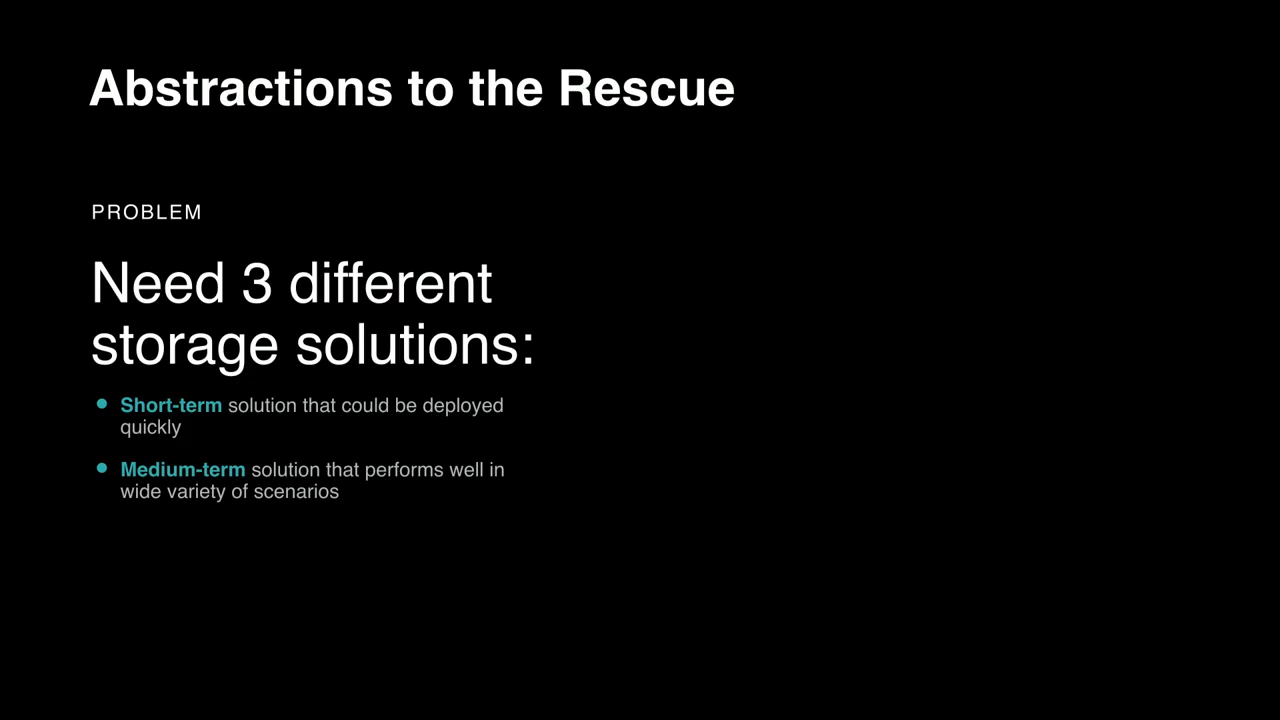 Abstractions to the Rescue
PROBLEM
Need 3 different
storage solutions:
Short-term solution that could be deployed
quickly
Medium-term solution that performs well in
wide variety of scenarios